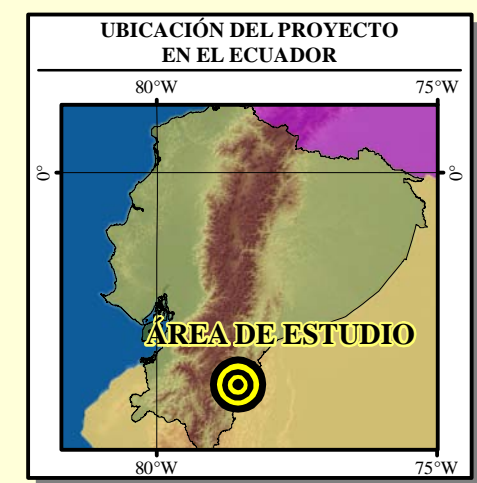 UBICACIÓN DEL PROYECTO
EN EL ECUADOR
80°W 75°W
0° 0°
ÁREA DE ESTUDIO
80°W 75°W